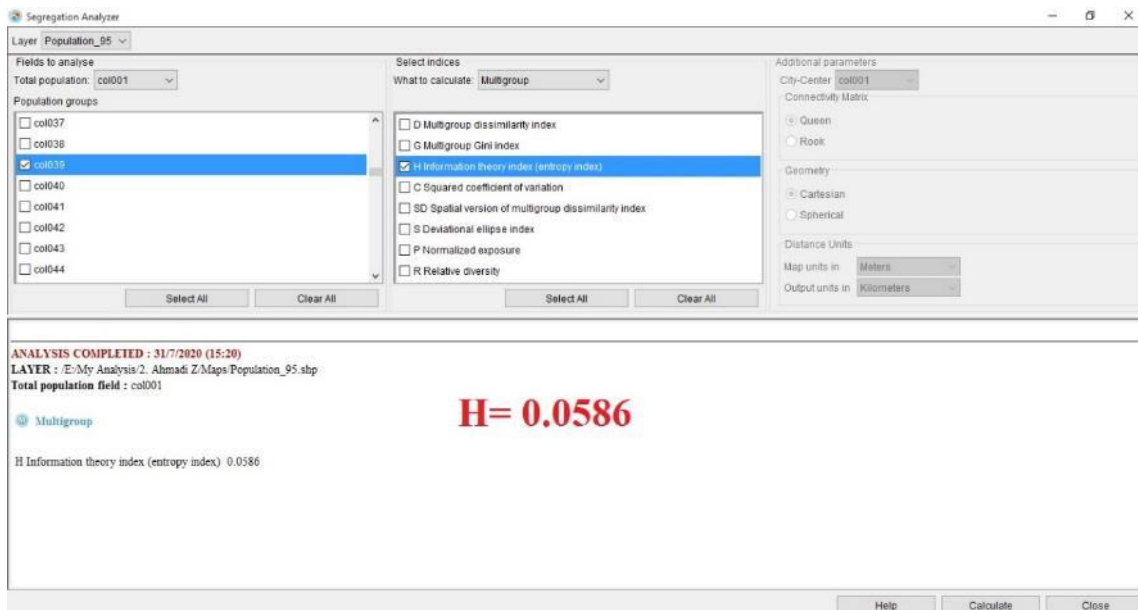 Segregation Analyzer
Layer Population_95
Fields to analyse
Total population: col001
Population groups
col037
col038
col039
col040
col041
col042
col043
col044
Select All Clear All
Select indices
What to calculate: Multigroup
D Multigroup dissimilarity index
G Multigroup Gini index
H Information theory index (entropy index)
C Squared coefficient of variation
SD Spatial version of multigroup dissimilarity index
S Deviational ellipse index
P Normalized exposure
R Relative diversity
Select All Clear All
Additional parameters
City-Center col001
Connectivity Matrix
Queen
Rook
Geometry
Cartesian
Spherical
Distance Units
Map units in Meters
Output units in Kilometers
ANALYSIS COMPLETED : 31/7/2020 (15:20)
LAYER : /E:/My Analysis/2. Ahmadi Z/Maps/Population_95.shp
Total population field : col001
Multigroup
H= 0.0586
H Information theory index (entropy index) 0.0586
Help Calculate Close